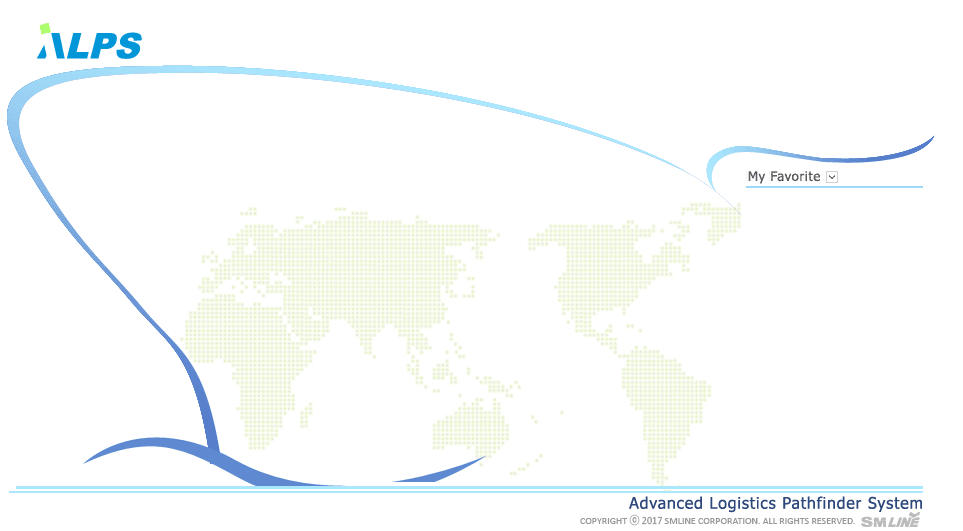 ALPS
My Favorite
Advanced Logistics Pathfinder System
COPYRIGHT ⓒ 2017 SMLINE CORPORATION. ALL RIGHTS RESERVED. SM LINE